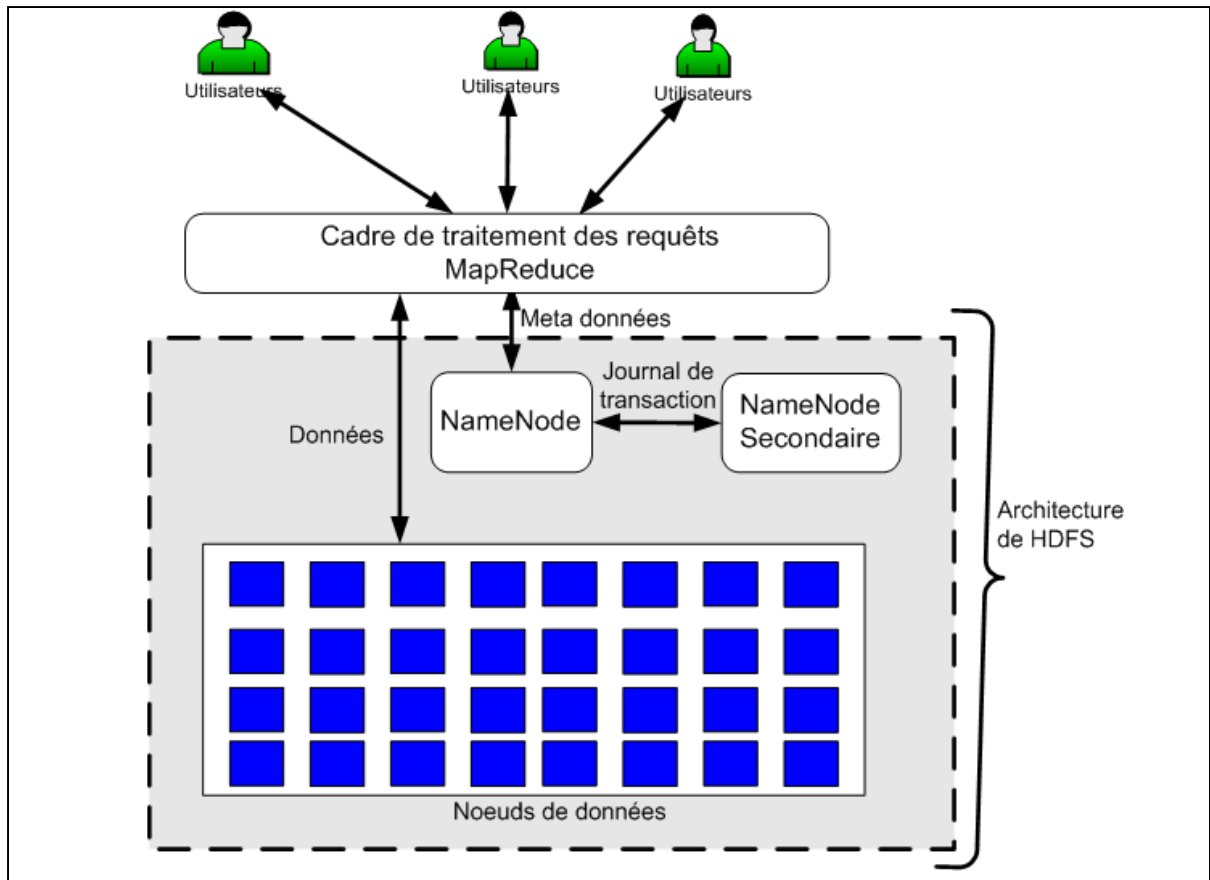 Utilisateurs
Utilisateurs
Utilisateurs
Cadre de traitement des requêts
MapReduce
Meta données
Journal de
transaction
NameNode
NameNode
Secondaire
Données
Architecture
de HDFS
Noeuds de données